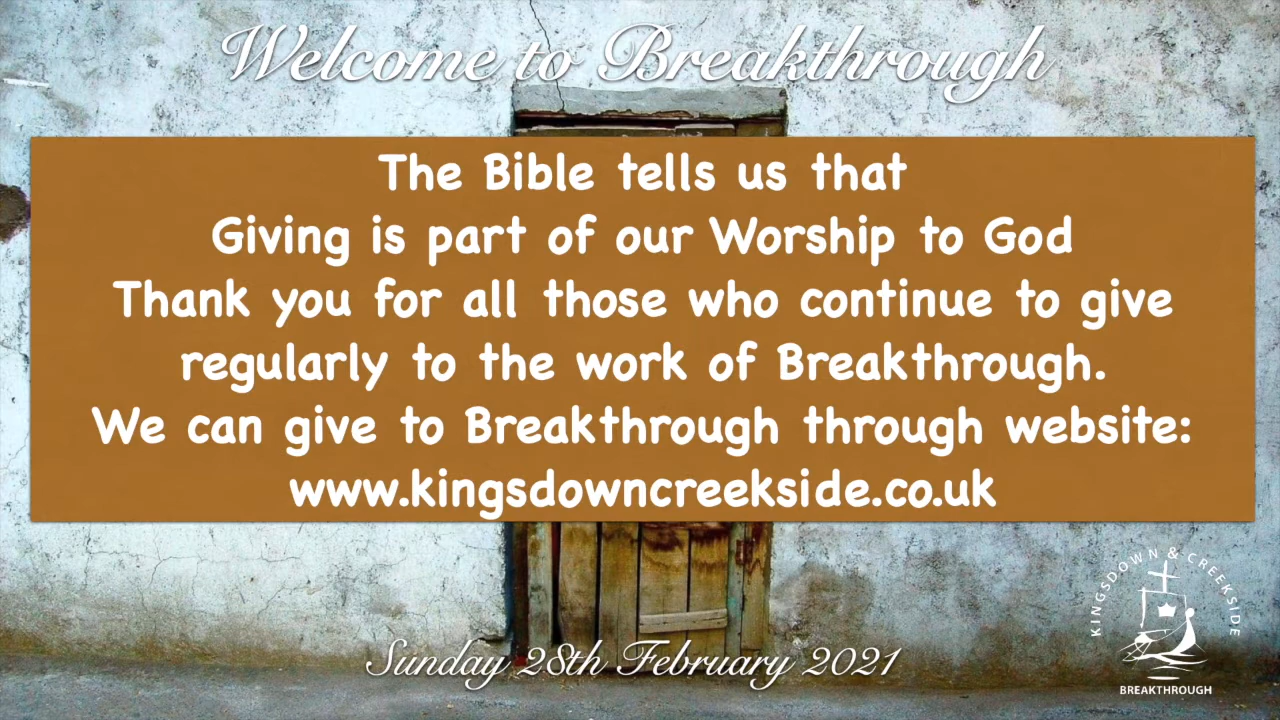 Welcome to Breakthrough
The Bible tells us that
Giving is part of our Worship to God
Thank you for all those who continue to give
regularly to the work of Breakthrough.
We can give to Breakthrough through website:
www.kingsdowncreekside.co.uk
KINGSDOWN & CREEKSIDE
BREAKTHROUGH
Sunday 28th February 2021